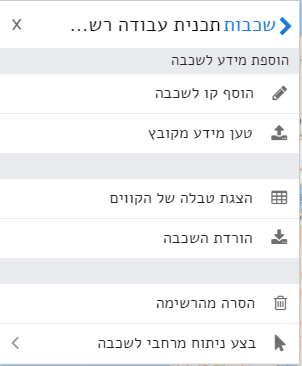 שכבות תכנית עבודה רש... x
הוספת מידע לשכבה
הוסף קו לשכבה
טען מידע מקובץ
הצגת טבלה של הקווים
הורדת השכבה
הסרה מהרשימה
בצע ניתוח מרחבי לשכבה